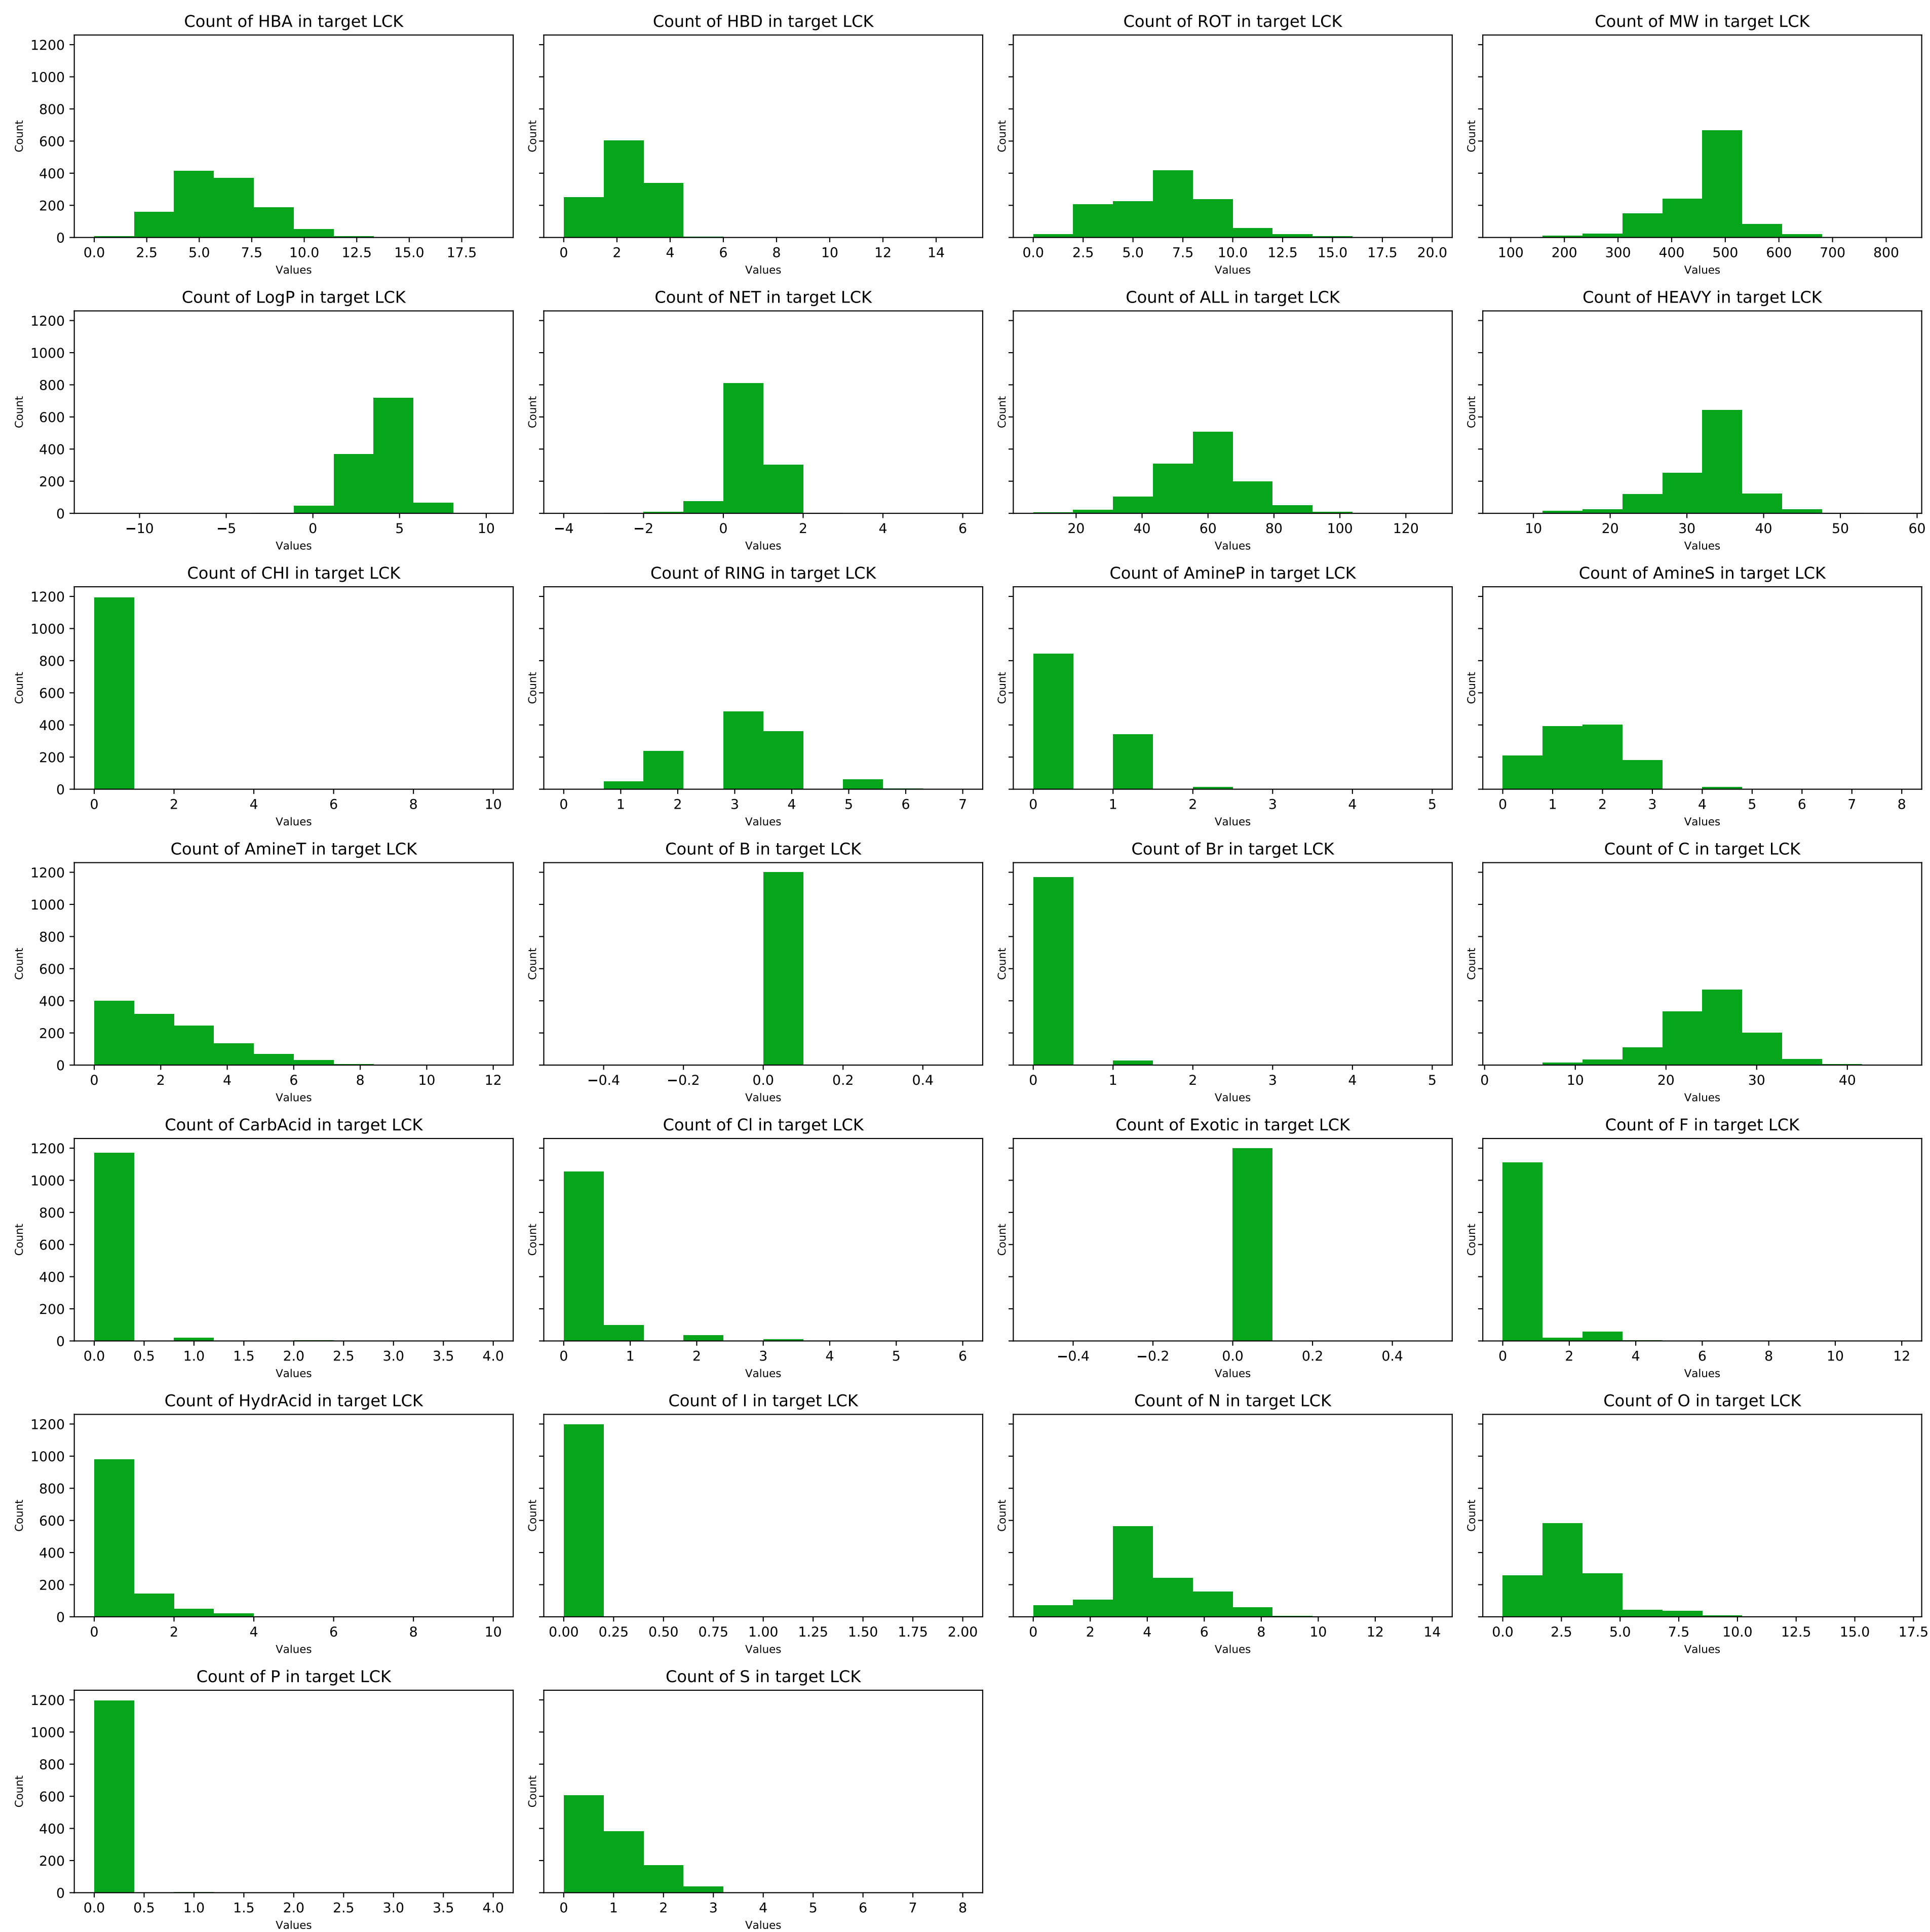 Count of HBA in target LCK
Count of HBD in target LCK
Count of ROT in target LCK
Count of MW in target LCK
1200
1000
800
600
400
200
0
Count
Count
Count
Count
0.0 2.5 5.0 7.5 10.0 12.5 15.0 17.5
0 2 4 6 8 10 12 14
0.0 2.5 5.0 7.5 10.0 12.5 15.0 17.5 20.0
100 200 300 400 500 600 700 800
Values
Values
Values
Values
Count of LogP in target LCK
Count of NET in target LCK
Count of ALL in target LCK
Count of HEAVY in target LCK
1200
1000
800
600
400
200
0
Count
Count
Count
Count
−10 −5 0 5 10
−4 −2 0 2 4 6
20 40 60 80 100 120
10 20 30 40 50 60
Values
Values
Values
Values
Count of CHI in target LCK
Count of RING in target LCK
Count of AmineP in target LCK
Count of AmineS in target LCK
1200
1000
800
600
400
200
0
Count
Count
Count
Count
0 2 4 6 8 10
0 1 2 3 4 5 6 7
0 1 2 3 4 5
0 1 2 3 4 5 6 7 8
Values
Values
Values
Values
Count of AmineT in target LCK
Count of B in target LCK
Count of Br in target LCK
Count of C in target LCK
1200
1000
800
600
400
200
0
Count
Count
Count
Count
0 2 4 6 8 10 12
−0.4 −0.2 0.0 0.2 0.4
0 1 2 3 4 5
0 10 20 30 40
Values
Values
Values
Values
Count of CarbAcid in target LCK
Count of Cl in target LCK
Count of Exotic in target LCK
Count of F in target LCK
1200
1000
800
600
400
200
0
Count
Count
Count
Count
0.0 0.5 1.0 1.5 2.0 2.5 3.0 3.5 4.0
0 1 2 3 4 5 6
−0.4 −0.2 0.0 0.2 0.4
0 2 4 6 8 10 12
Values
Values
Values
Values
Count of HydrAcid in target LCK
Count of I in target LCK
Count of N in target LCK
Count of O in target LCK
1200
1000
800
600
400
200
0
Count
Count
Count
Count
0 2 4 6 8 10
0.00 0.25 0.50 0.75 1.00 1.25 1.50 1.75 2.00
0 2 4 6 8 10 12 14
0.0 2.5 5.0 7.5 10.0 12.5 15.0 17.5
Values
Values
Values
Values
Count of P in target LCK
Count of S in target LCK
1200
1000
800
600
400
200
0
Count
Count
0.0 0.5 1.0 1.5 2.0 2.5 3.0 3.5 4.0
0 1 2 3 4 5 6 7 8
Values
Values